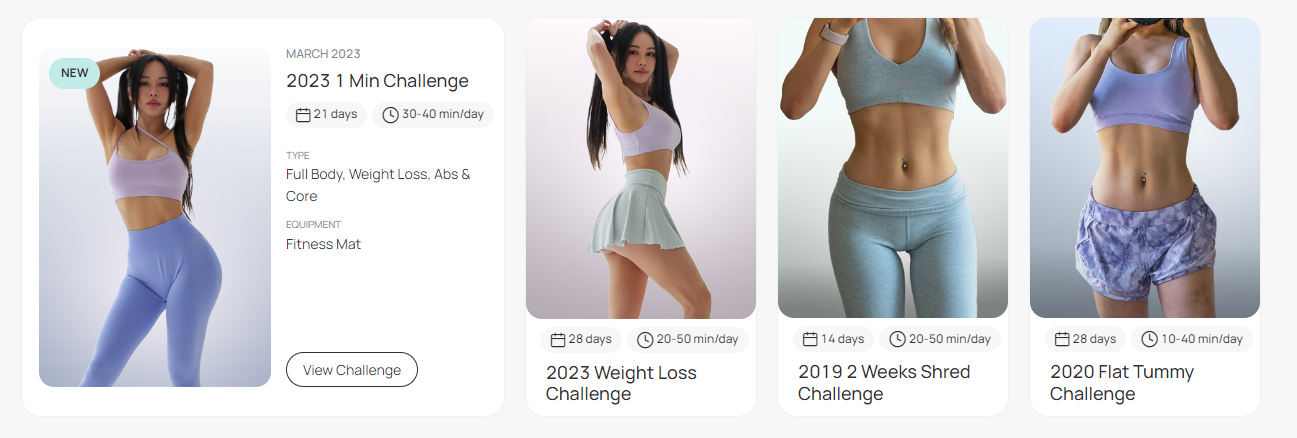 NEW
MARCH 2023
2023 1 Min Challenge
21 days
30-40 min/day
TYPE
Full Body, Weight Loss, Abs &
Core
EQUIPMENT
Fitness Mat
View Challenge
28 days
20-50 min/day
2023 Weight Loss
Challenge
14 days
20-50 min/day
2019 2 Weeks Shred
Challenge
28 days
10-40 min/day
2020 Flat Tummy
Challenge